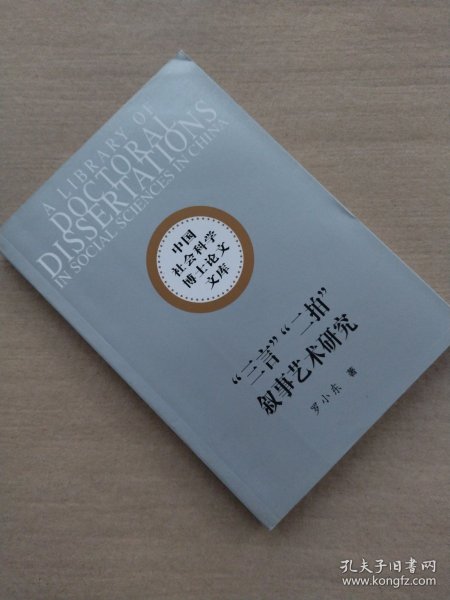 A LIBRARY OF
DOCTORAL
DISSERTATIONS
IN SOCIAL SCIENCES IN CHINA
中国
社会科学
博士论文
文库
“三言”“二拍”
叙事艺术研究
罗小东 著
孔夫子旧书网
www.kongfz.com